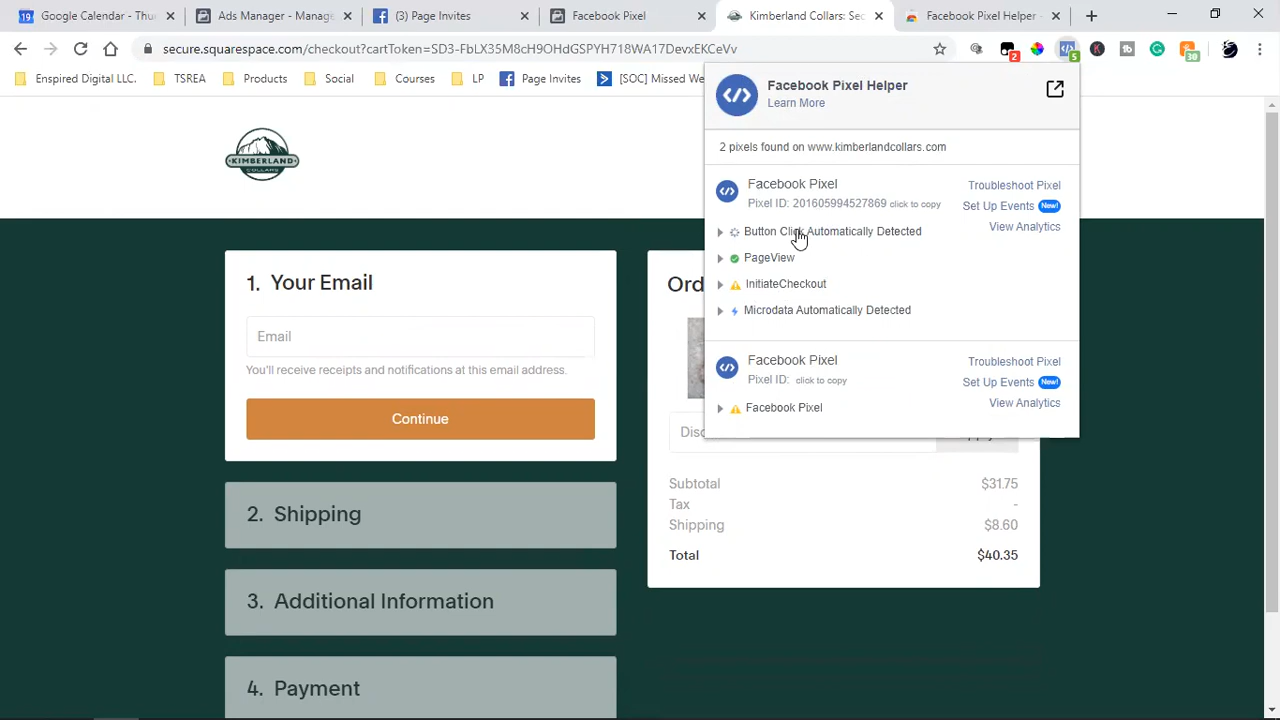 Google Calendar - Thu
Ads Manager - Manag
(3) Page Invites
Facebook Pixel
Kimberland Collars: Sec
Facebook Pixel Helper -
secure.squarespace.com/checkout?cartToken=SD3-FbLX35M8cH9OHdGSPYH718WA17DevxEKCeVv
2
5
30
Enspired Digital LLC.
TSREA
Products
Social
Courses
LP
Page Invites
[SOC] Missed We
Facebook Pixel Helper
Learn More
2 pixels found on www.kimberlandcollars.com
Facebook Pixel
Troubleshoot Pixel
Pixel ID: 201605994527869 click to copy
Set Up Events New!
View Analytics
Button Click Automatically Detected
PageView
InitiateCheckout
Microdata Automatically Detected
Facebook Pixel
Troubleshoot Pixel
Pixel ID: click to copy
Set Up Events New!
View Analytics
Facebook Pixel
KIMBERLAND
COLLARS
1. Your Email
Email
You'll receive receipts and notifications at this email address.
Continue
2. Shipping
3. Additional Information
4. Payment
Ord
Disc
Subtotal $31.75
Tax -
Shipping $8.60
Total $40.35